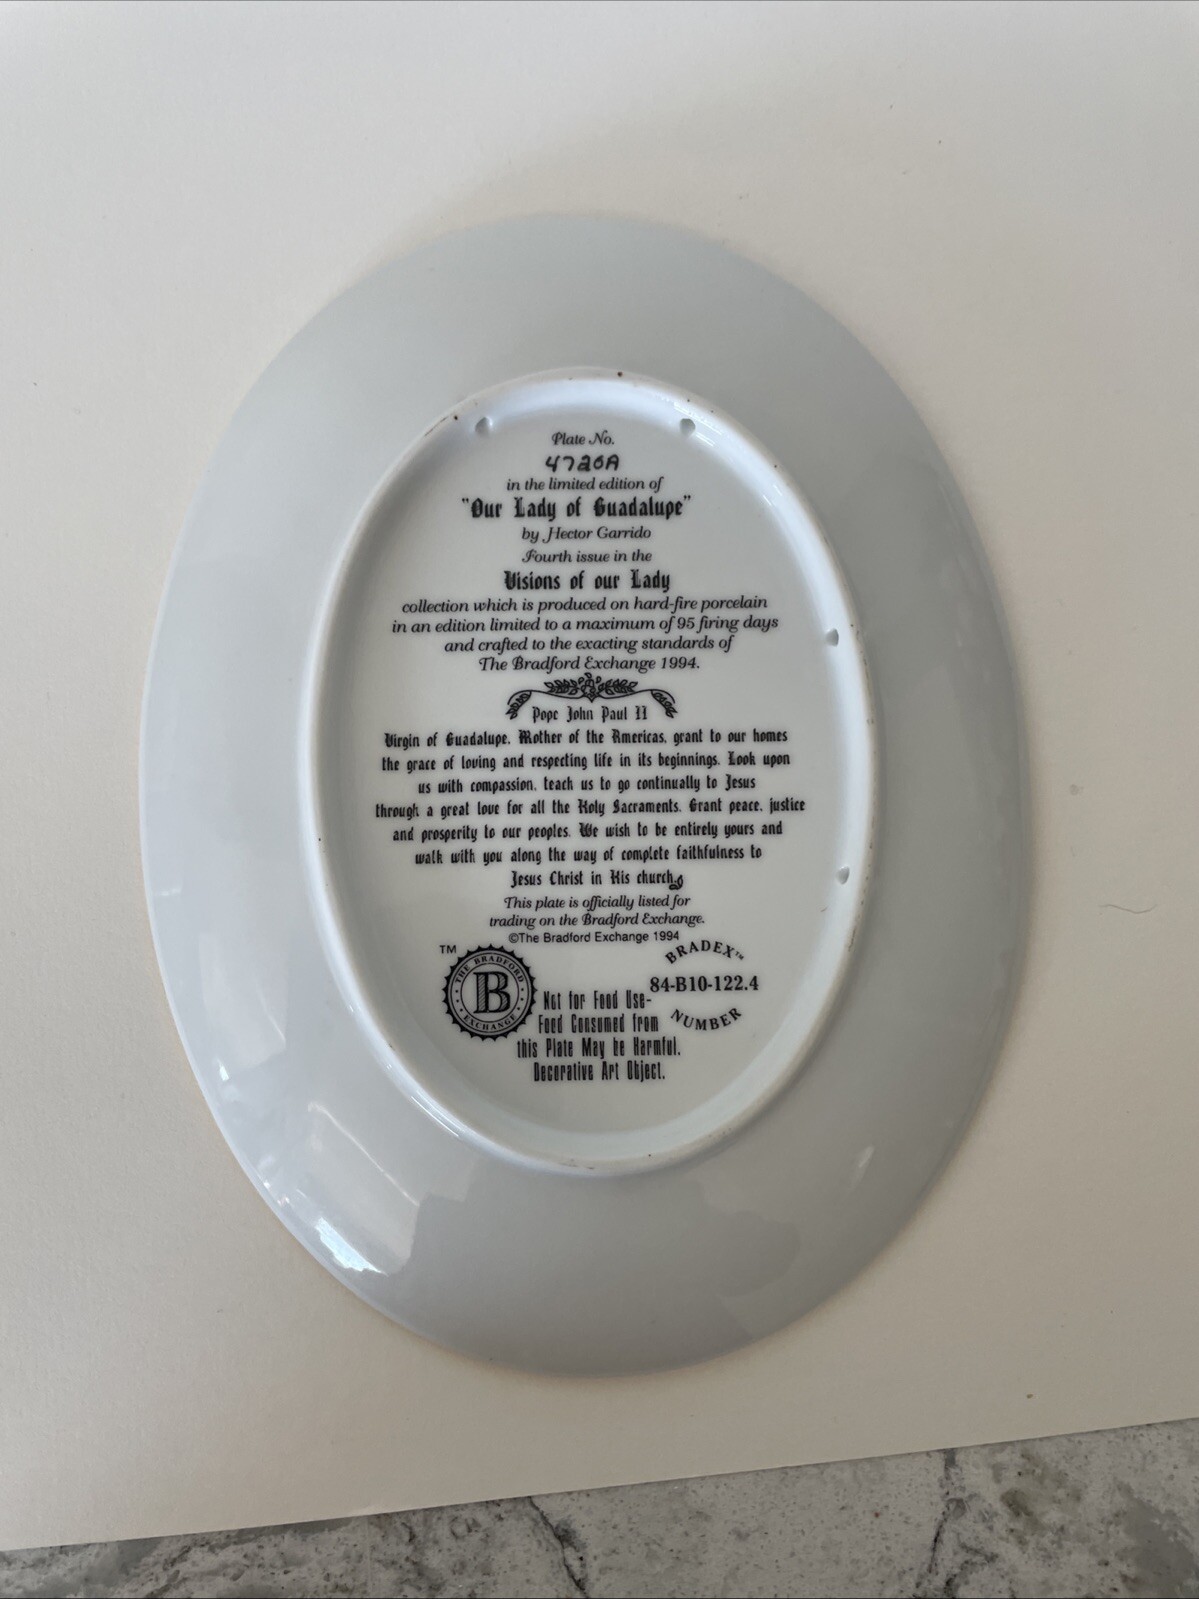 Plate No.
4720A
in the limited edition of
"Our Lady of Guadalupe"
by Hector Garrido
Fourth issue in the
Visions of our Lady
collection which is produced on hard-fire porcelain
in an edition limited to a maximum of 95 firing days
and crafted to the exacting standards of
The Bradford Exchange 1994.
Pope John Paul II
Virgin of Guadalupe, Mother of the Americas, grant to our homes
the grace of loving and respecting life in its beginnings. Look upon
us with compassion, teach us to go continually to Jesus
through a great love for all the Holy Sacraments. Grant peace, justice
and prosperity to our peoples. We wish to be entirely yours and
walk with you along the way of complete faithfulness to
Jesus Christ in His church.
This plate is officially listed for
trading on the Bradford Exchange.
©The Bradford Exchange 1994
TM
THE BRADFORD
B
EXCHANGE
BRADEX™
84-B10-122.4
NUMBER
Not for Food Use-
Food Consumed from
this Plate May be Harmful.
Decorative Art Object.